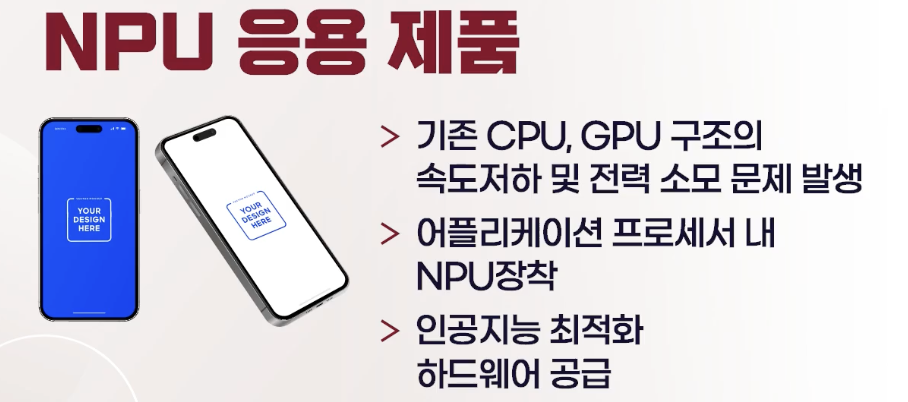 NPU 응용 제품
> 기존 CPU, GPU 구조의
속도저하 및 전력 소모 문제 발생
> 어플리케이션 프로세서 내
NPU장착
> 인공지능 최적화
하드웨어 공급
YOUR
DESIGN
HERE
YOUR
DESIGN
HERE